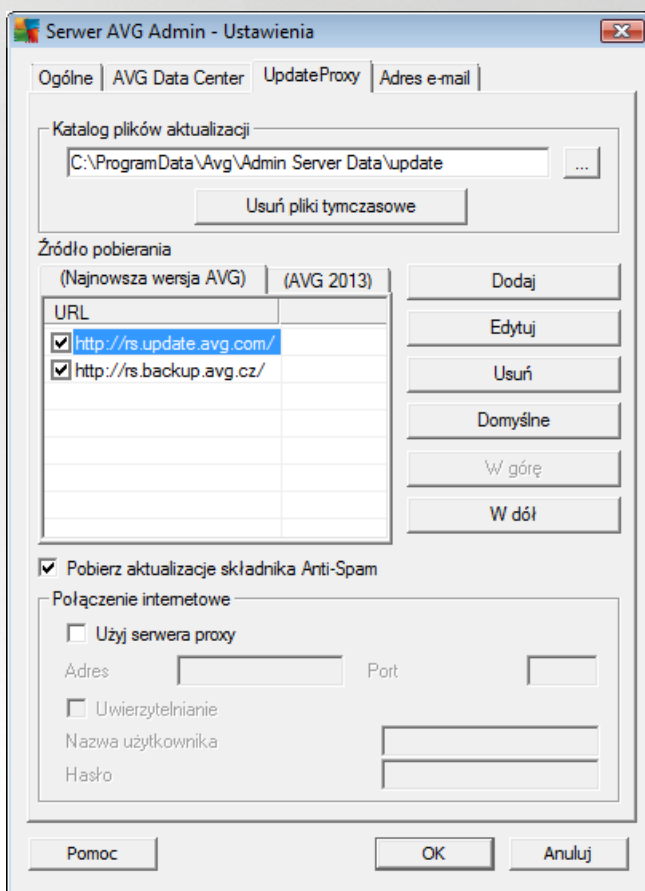 Serwer AVG Admin - Ustawienia
Ogólne AVG Data Center UpdateProxy Adres e-mail
Katalog plików aktualizacji
C:\ProgramData\Avg\Admin Server Data\update ...
Usuń pliki tymczasowe
Źródło pobierania
(Najnowsza wersja AVG) (AVG 2013)
URL
http://rs.update.avg.com/
http://rs.backup.avg.cz/
Dodaj
Edytuj
Usuń
Domyślne
W górę
W dół
Pobierz aktualizacje składnika Anti-Spam
Połączenie internetowe
Użyj serwera proxy
Adres Port
Uwierzytelnianie
Nazwa użytkownika
Hasło
Pomoc OK Anuluj